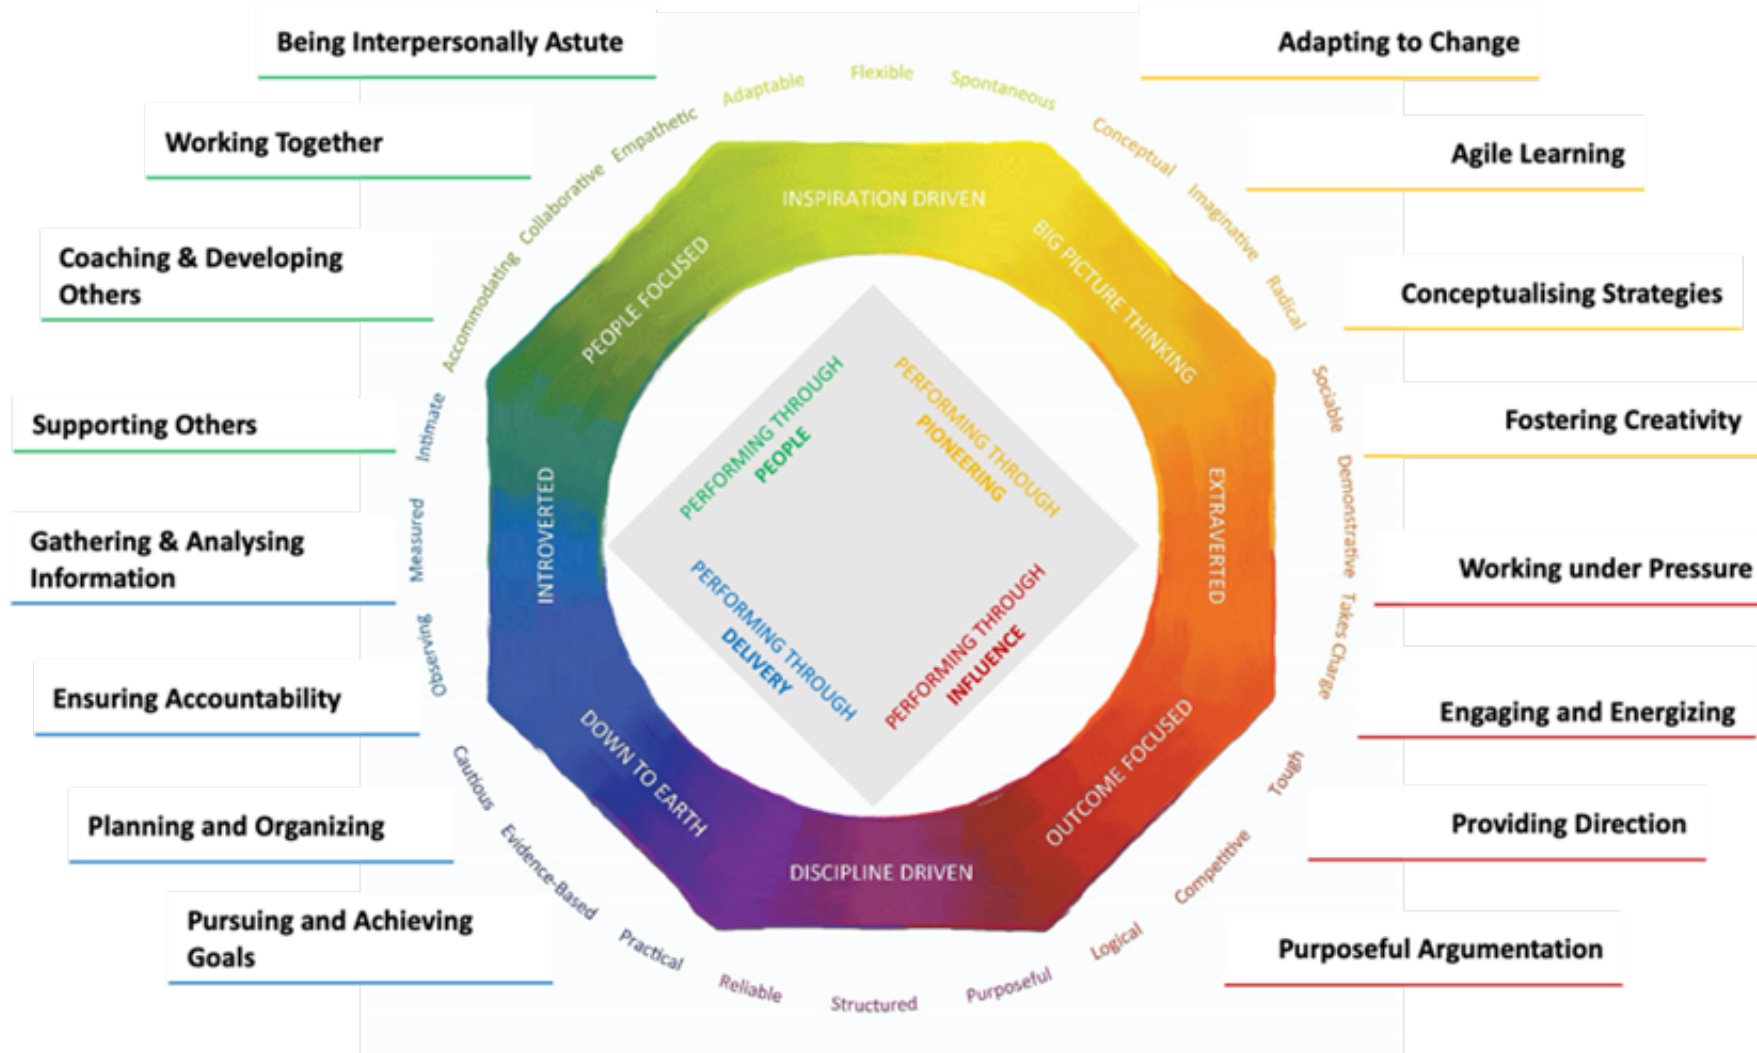 Being Interpersonally Astute
Working Together
Coaching & Developing
Others
Supporting Others
Gathering & Analysing
Information
Ensuring Accountability
Planning and Organizing
Pursuing and Achieving
Goals
Adapting to Change
Agile Learning
Conceptualising Strategies
Fostering Creativity
Working under Pressure
Engaging and Energizing
Providing Direction
Purposeful Argumentation
Adaptable
Flexible
Spontaneous
Conceptual
Imaginative
Radical
Sociable
Demonstrative
Takes Charge
Tough
Competitive
Logical
Purposeful
Structured
Reliable
Practical
Evidence-Based
Cautious
Observing
Measured
Intimate
Accommodating
Collaborative
Empathetic
INSPIRATION DRIVEN
BIG PICTURE THINKING
EXTRAVERTED
OUTCOME FOCUSED
DISCIPLINE DRIVEN
DOWN TO EARTH
INTROVERTED
PEOPLE FOCUSED
PERFORMING THROUGH
PEOPLE
PERFORMING THROUGH
PIONEERING
PERFORMING THROUGH
DELIVERY
PERFORMING THROUGH
INFLUENCE